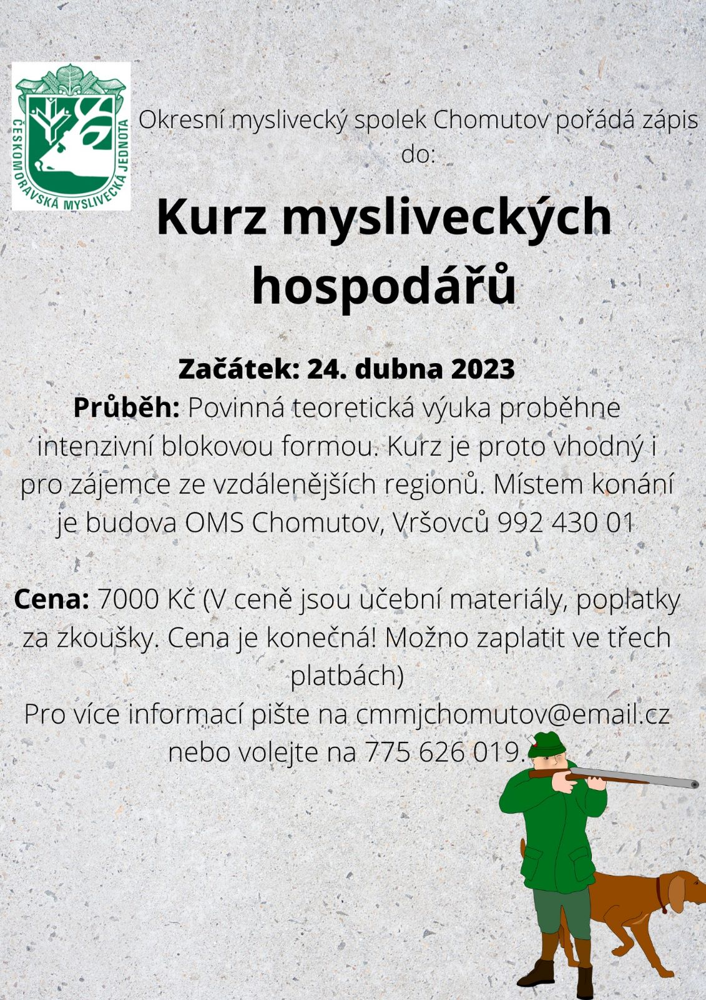 ČESKOMORAVSKÁ MYSLIVECKÁ JEDNOTA
Okresní myslivecký spolek Chomutov pořádá zápis
do:
Kurz mysliveckých
hospodářů
Začátek: 24. dubna 2023
Průběh: Povinná teoretická výuka proběhne
intenzivní blokovou formou. Kurz je proto vhodný i
pro zájemce ze vzdálenějších regionů. Místem konání
je budova OMS Chomutov, Vršovců 992 430 01
Cena: 7000 Kč (V ceně jsou učební materiály, poplatky
za zkoušky. Cena je konečná! Možno zaplatit ve třech
platbách)
Pro více informací pište na cmmjchomutov@email.cz
nebo volejte na 775 626 019.